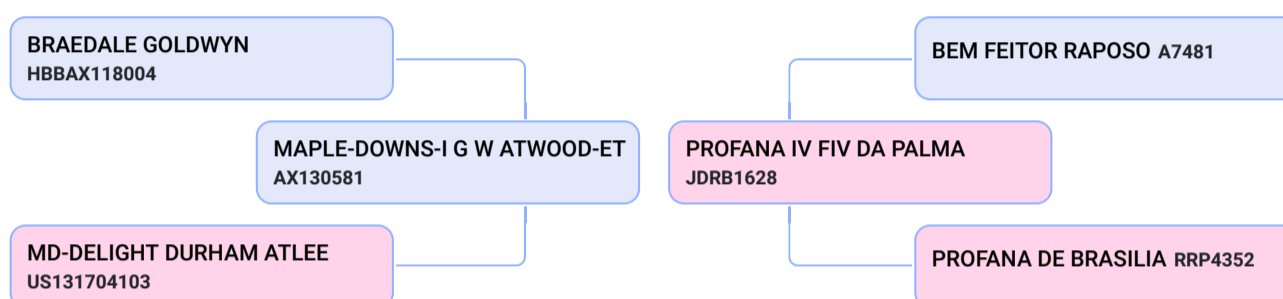 BRAEDALE GOLDWYN
HBBAX118004
BEM FEITOR RAPOSO A7481
MAPLE-DOWNS-I G W ATWOOD-ET
AX130581
PROFANA IV FIV DA PALMA
JDRB1628
MD-DELIGHT DURHAM ATLEE
US131704103
PROFANA DE BRASILIA RRP4352